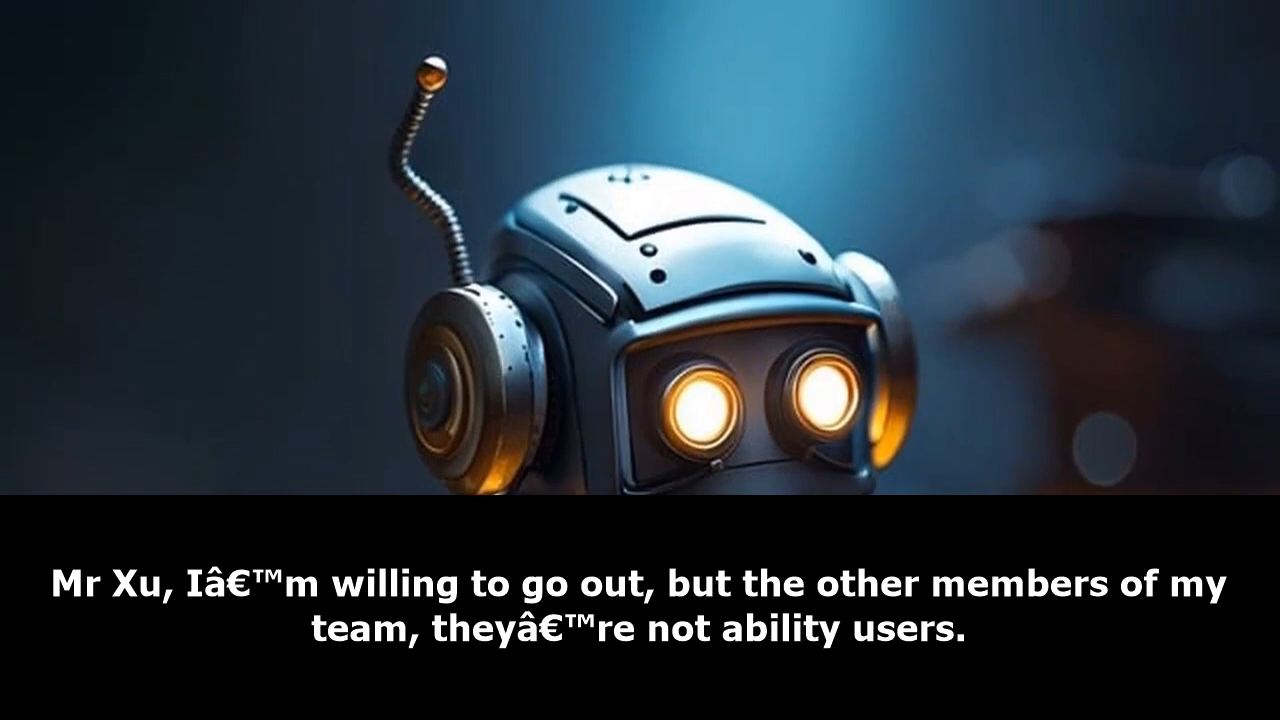 Mr Xu, Iâ€™m willing to go out, but the other members of my
team, theyâ€™re not ability users.